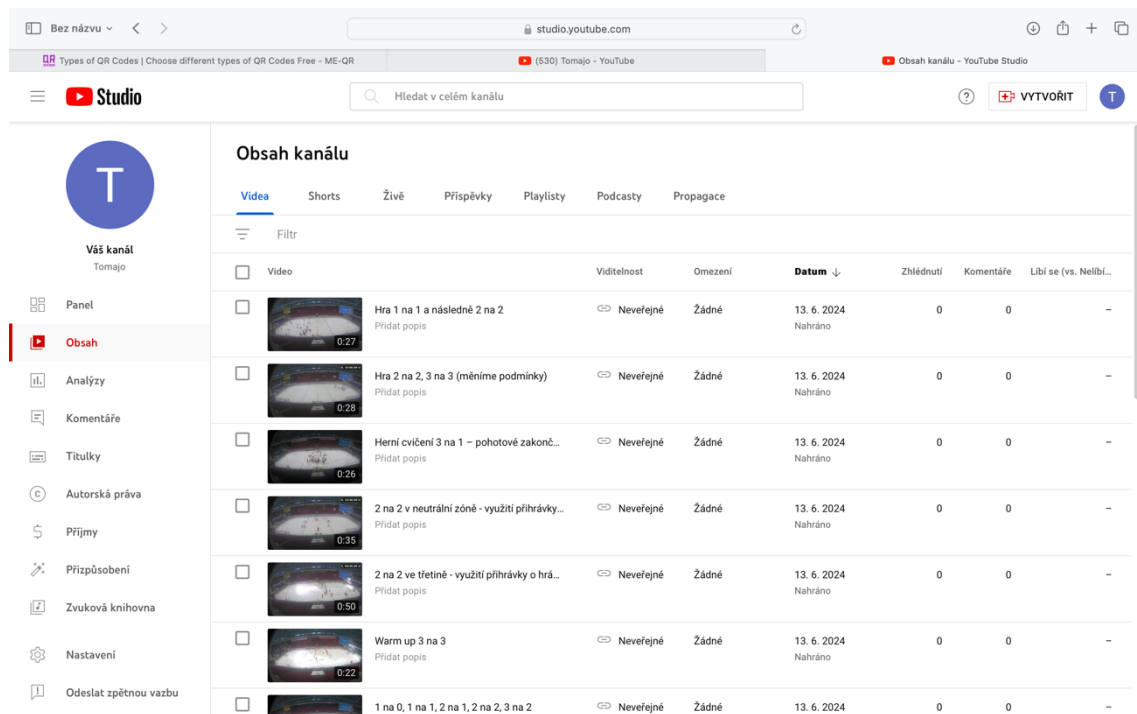 Bez názvu
studio.youtube.com
Types of QR Codes | Choose different types of QR Codes Free - ME-QR
(530) Tomajo - YouTube
Obsah kanálu - YouTube Studio
Studio
Hledat v celém kanálu
VYTVOŘIT
T
T
Váš kanál
Tomajo
Panel
Obsah
Analýzy
Komentáře
Titulky
Autorská práva
Příjmy
Přizpůsobení
Zvuková knihovna
Nastavení
Odeslat zpětnou vazbu
Obsah kanálu
Videa Shorts Živě Příspěvky Playlisty Podcasty Propagace
Filtr
Video Viditelnost Omezení Datum ↓ Zhlédnutí Komentáře Líbí se (vs. Nelíbí...
Hra 1 na 1 a následně 2 na 2 Neveřejné Žádné 13. 6. 2024 0 0 –
Přidat popis Nahráno
0:27
Hra 2 na 2, 3 na 3 (měníme podmínky) Neveřejné Žádné 13. 6. 2024 0 0 –
Přidat popis Nahráno
0:28
Herní cvičení 3 na 1 – pohotové zakonč... Neveřejné Žádné 13. 6. 2024 0 0 –
Přidat popis Nahráno
0:26
2 na 2 v neutrální zóně - využití přihrávky... Neveřejné Žádné 13. 6. 2024 0 0 –
Přidat popis Nahráno
0:35
2 na 2 ve třetině - využití přihrávky o hrá... Neveřejné Žádné 13. 6. 2024 0 0 –
Přidat popis Nahráno
0:50
Warm up 3 na 3 Neveřejné Žádné 13. 6. 2024 0 0 –
Přidat popis Nahráno
0:22
1 na 0, 1 na 1, 2 na 1, 2 na 2, 3 na 2 Neveřejné Žádné 13. 6. 2024 0 0 –